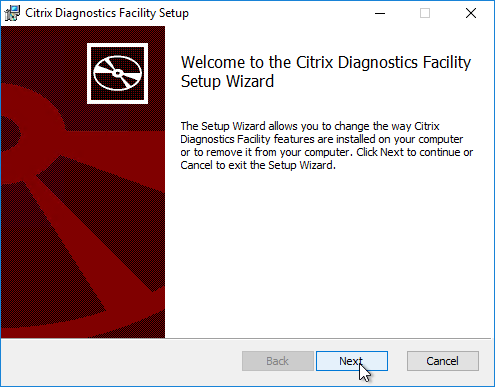 Citrix Diagnostics Facility Setup
Welcome to the Citrix Diagnostics Facility
Setup Wizard
The Setup Wizard allows you to change the way Citrix
Diagnostics Facility features are installed on your computer
or to remove it from your computer. Click Next to continue or
Cancel to exit the Setup Wizard.
Back Next Cancel